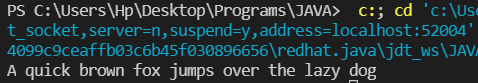 PS C:\Users\Hp\Desktop\Programs\JAVA>  c:; cd 'c:\Use
t_socket,server=n,suspend=y,address=localhost:52004'
4099c9ceaffb03c6b45f030896656\redhat.java\jdt_ws\JAV
A quick brown fox jumps over the lazy dog